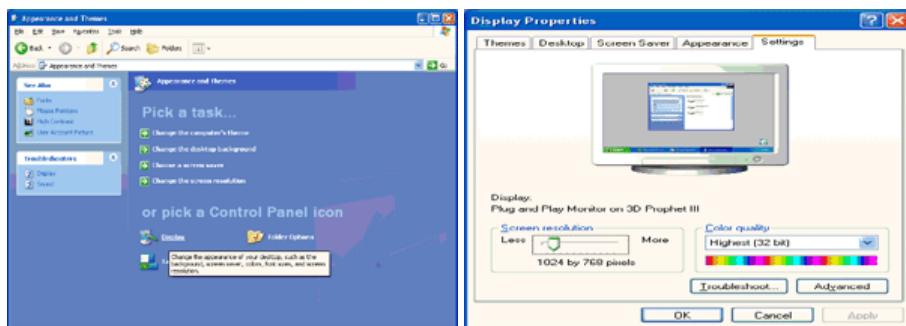 Appearance and Themes
File Edit View Favorites Tools Help
Back Search Folders
Address Appearance and Themes Go
See Also
Fonts
Mouse Pointers
High Contrast
User Account Picture
Troubleshooters
Display
Sound
Appearance and Themes
Pick a task...
Change the computer's theme
Change the desktop background
Choose a screen saver
Change the screen resolution
or pick a Control Panel icon
Display Folder Options
Change the appearance of your desktop, such as the
background, screen saver, colors, font sizes, and screen
resolution.
Display Properties
Themes Desktop Screen Saver Appearance Settings
Display:
Plug and Play Monitor on 3D Prophet III
Screen resolution
Less More
1024 by 768 pixels
Color quality
Highest (32 bit)
Troubleshoot... Advanced
OK Cancel Apply